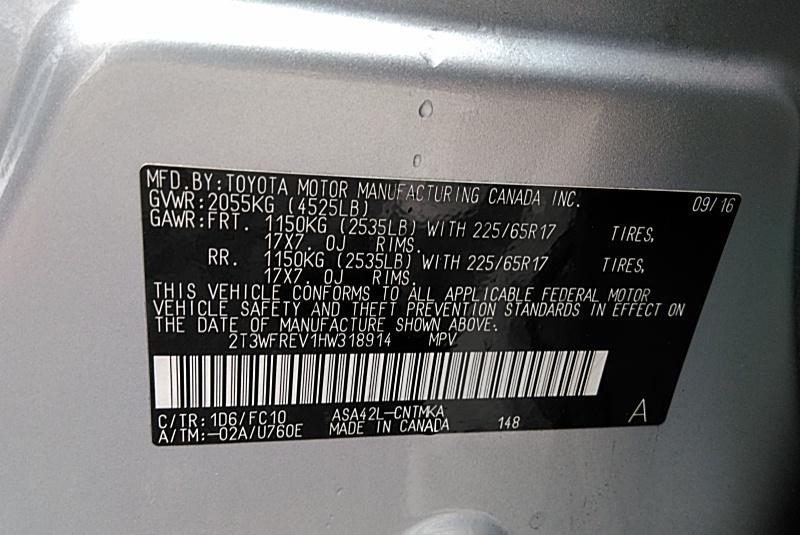 MFD.BY:TOYOTA MOTOR MANUFACTURING CANADA INC. 09/16
GVWR:2055KG (4525LB)
GAWR:FRT. 1150KG (2535LB) WITH 225/65R17 TIRES,
17X7. 0J RIMS.
RR. 1150KG (2535LB) WITH 225/65R17 TIRES,
17X7. 0J RIMS.
THIS VEHICLE CONFORMS TO ALL APPLICABLE FEDERAL MOTOR
VEHICLE SAFETY AND THEFT PREVENTION STANDARDS IN EFFECT ON
THE DATE OF MANUFACTURE SHOWN ABOVE.
2T3WFREV1HW318914 MPV
C/TR:1D6/FC10 ASA42L-CNTMKA A
A/TM:-02A/U760E MADE IN CANADA 148